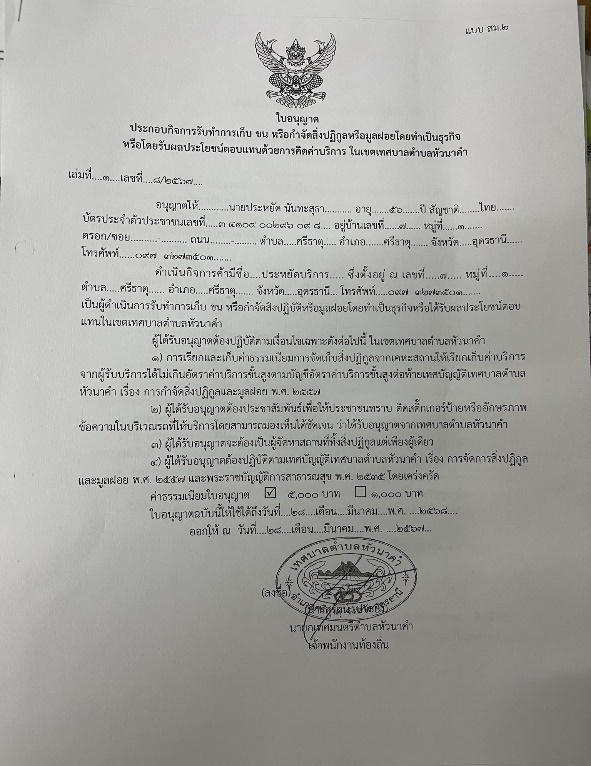 แบบ สม.๒
ใบอนุญาต
ประกอบกิจการรับทำการเก็บ ขน หรือกำจัดสิ่งปฏิกูลหรือมูลฝอยโดยทำเป็นธุรกิจ
หรือโดยรับผลประโยชน์ตอบแทนด้วยการคิดค่าบริการ ในเขตเทศบาลตำบลหัวนาคำ
เล่มที่....๑....เลขที่....๘/๒๕๖๗....
อนุญาตให้...........นายประหยัด นันทะสุธา........... อายุ......๕๖......ปี สัญชาติ........ไทย......
บัตรประจำตัวประชาชนเลขที่.....๓ ๔๑๐๙ ๐๐๒๙๖ ๐๙ ๘.... อยู่บ้านเลขที่......๗...... หมู่ที่.....๑.......
ตรอก/ซอย..........-......... ถนน........-........ ตำบล.....ศรีธาตุ..... อำเภอ......ศรีธาตุ...... จังหวัด.....อุดรธานี.....
โทรศัพท์......๐๙๗ ๓๒๗๓๕๐๑.......
ดำเนินกิจการค้ามีชื่อ....ประหยัดบริการ..... ซึ่งตั้งอยู่ ณ เลขที่.....๗..... หมู่ที่....๑.....
ตำบล.....ศรีธาตุ...... อำเภอ.....ศรีธาตุ...... จังหวัด.....อุดรธานี... โทรศัพท์.....๐๙๗ ๓๒๗๓๕๐๑.......
เป็นผู้ดำเนินการรับทำการเก็บ ขน หรือกำจัดสิ่งปฏิบัติหรือมูลฝอยโดยทำเป็นธุรกิจหรือได้รับผลประโยชน์ตอบ
แทนในเขตเทศบาลตำบลหัวนาคำ
ผู้ได้รับอนุญาตต้องปฏิบัติตามเงื่อนไขเฉพาะดังต่อไปนี้ ในเขตเทศบาลตำบลหัวนาคำ
๑) การเรียกและเก็บค่าธรรมเนียมการจัดเก็บสิ่งปฏิกูลจากเคหะสถานให้เรียกเก็บค่าบริการ
จากผู้รับบริการได้ไม่เกินอัตราค่าบริการขั้นสูงตามบัญชีอัตราค่าบริการขั้นสูงต่อท้ายเทศบัญญัติเทศบาลตำบล
หัวนาคำ เรื่อง การกำจัดสิ่งปฏิกูลและมูลฝอย พ.ศ. ๒๕๕๗
๒) ผู้ได้รับอนุญาตต้องประชาสัมพันธ์เพื่อให้ประชาชนทราบ ติดสติ๊กเกอร์ป้ายหรืออักษรภาพ
ข้อความในบริเวณรถที่ให้บริการโดยสามารถมองเห็นได้ชัดเจน ว่าได้รับอนุญาตจากเทศบาลตำบลหัวนาคำ
๓) ผู้ได้รับอนุญาตจะต้องเป็นผู้จัดหาสถานที่ทิ้งสิ่งปฏิกูลแต่เพียงผู้เดียว
๔) ผู้ได้รับอนุญาตต้องปฏิบัติตามเทศบัญญัติเทศบาลตำบลหัวนาคำ เรื่อง การจัดการสิ่งปฏิกูล
และมูลฝอย พ.ศ. ๒๕๕๗ และพระราชบัญญัติการสาธารณสุข พ.ศ. ๒๕๓๕ โดยเคร่งครัด
ค่าธรรมเนียมใบอนุญาต ☑ ๕,๐๐๐ บาท ☐ ๑,๐๐๐ บาท
ใบอนุญาตฉบับนี้ให้ใช้ได้ถึงวันที่....๒๘....เดือน....มีนาคม....พ.ศ. ....๒๕๖๘....
ออกให้ ณ วันที่....๒๘....เดือน....มีนาคม....พ.ศ. ....๒๕๖๗...
เทศบาลตำบลหัวนาคำ
(ลงชื่อ)
นายกเทศมนตรีตำบลหัวนาคำ
เจ้าพนักงานท้องถิ่น